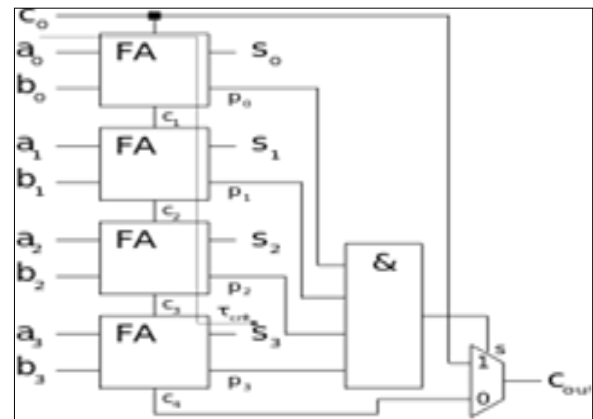 c₀
a₀ FA s₀
b₀ p₀
c₁
a₁ FA s₁
b₁ p₁
c₂
a₂ FA s₂ &
b₂ p₂
c₃ τcrit
a₃ FA s₃ s
b₃ p₃ 1
c₄ 0 cout